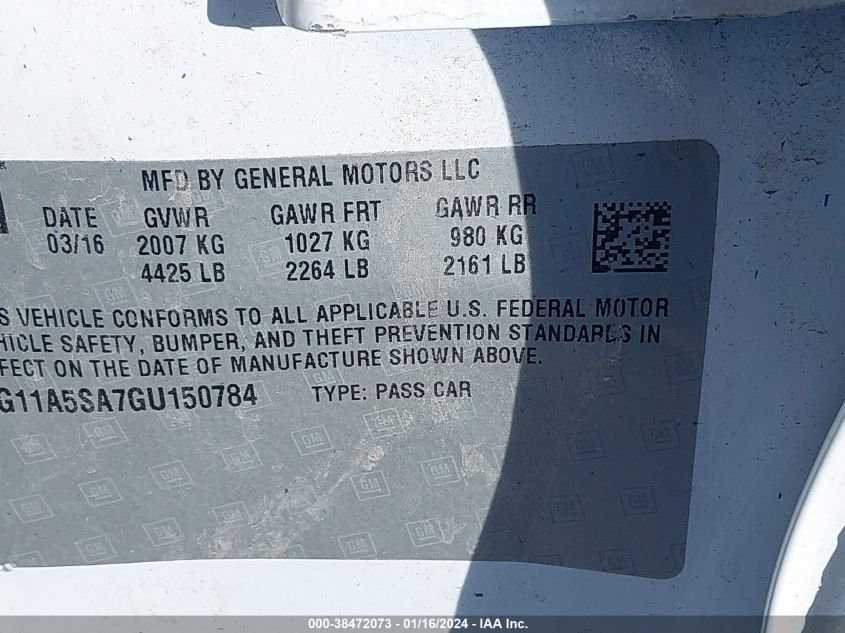 MFD BY GENERAL MOTORS LLC
DATE GVWR GAWR FRT GAWR RR
03/16 2007 KG 1027 KG 980 KG
4425 LB 2264 LB 2161 LB
S VEHICLE CONFORMS TO ALL APPLICABLE U.S. FEDERAL MOTOR
HICLE SAFETY, BUMPER, AND THEFT PREVENTION STANDARDS IN
FECT ON THE DATE OF MANUFACTURE SHOWN ABOVE.
G11A5SA7GU150784 TYPE: PASS CAR
000-38472073 - 01/16/2024 - IAA Inc.